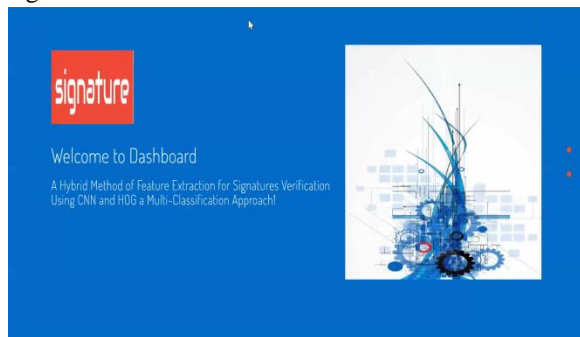 signature
Welcome to Dashboard
A Hybrid Method of Feature Extraction for Signatures Verification
Using CNN and HOG a Multi-Classification Approach!